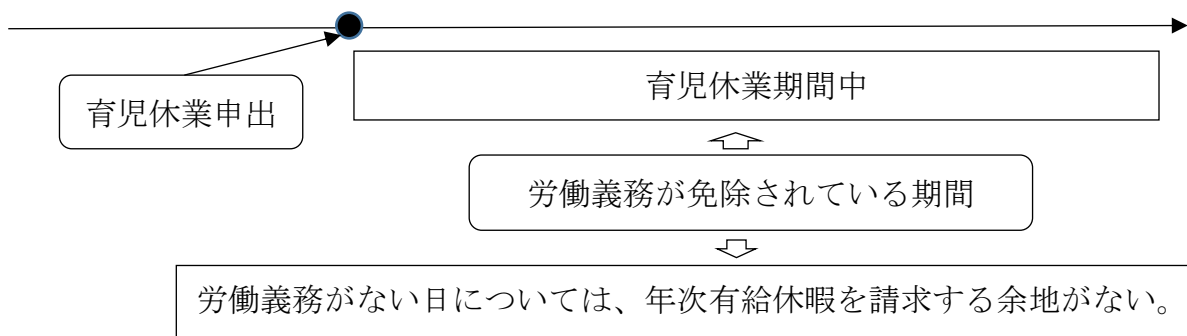 育児休業申出
育児休業期間中
労働義務が免除されている期間
労働義務がない日については、年次有給休暇を請求する余地がない。